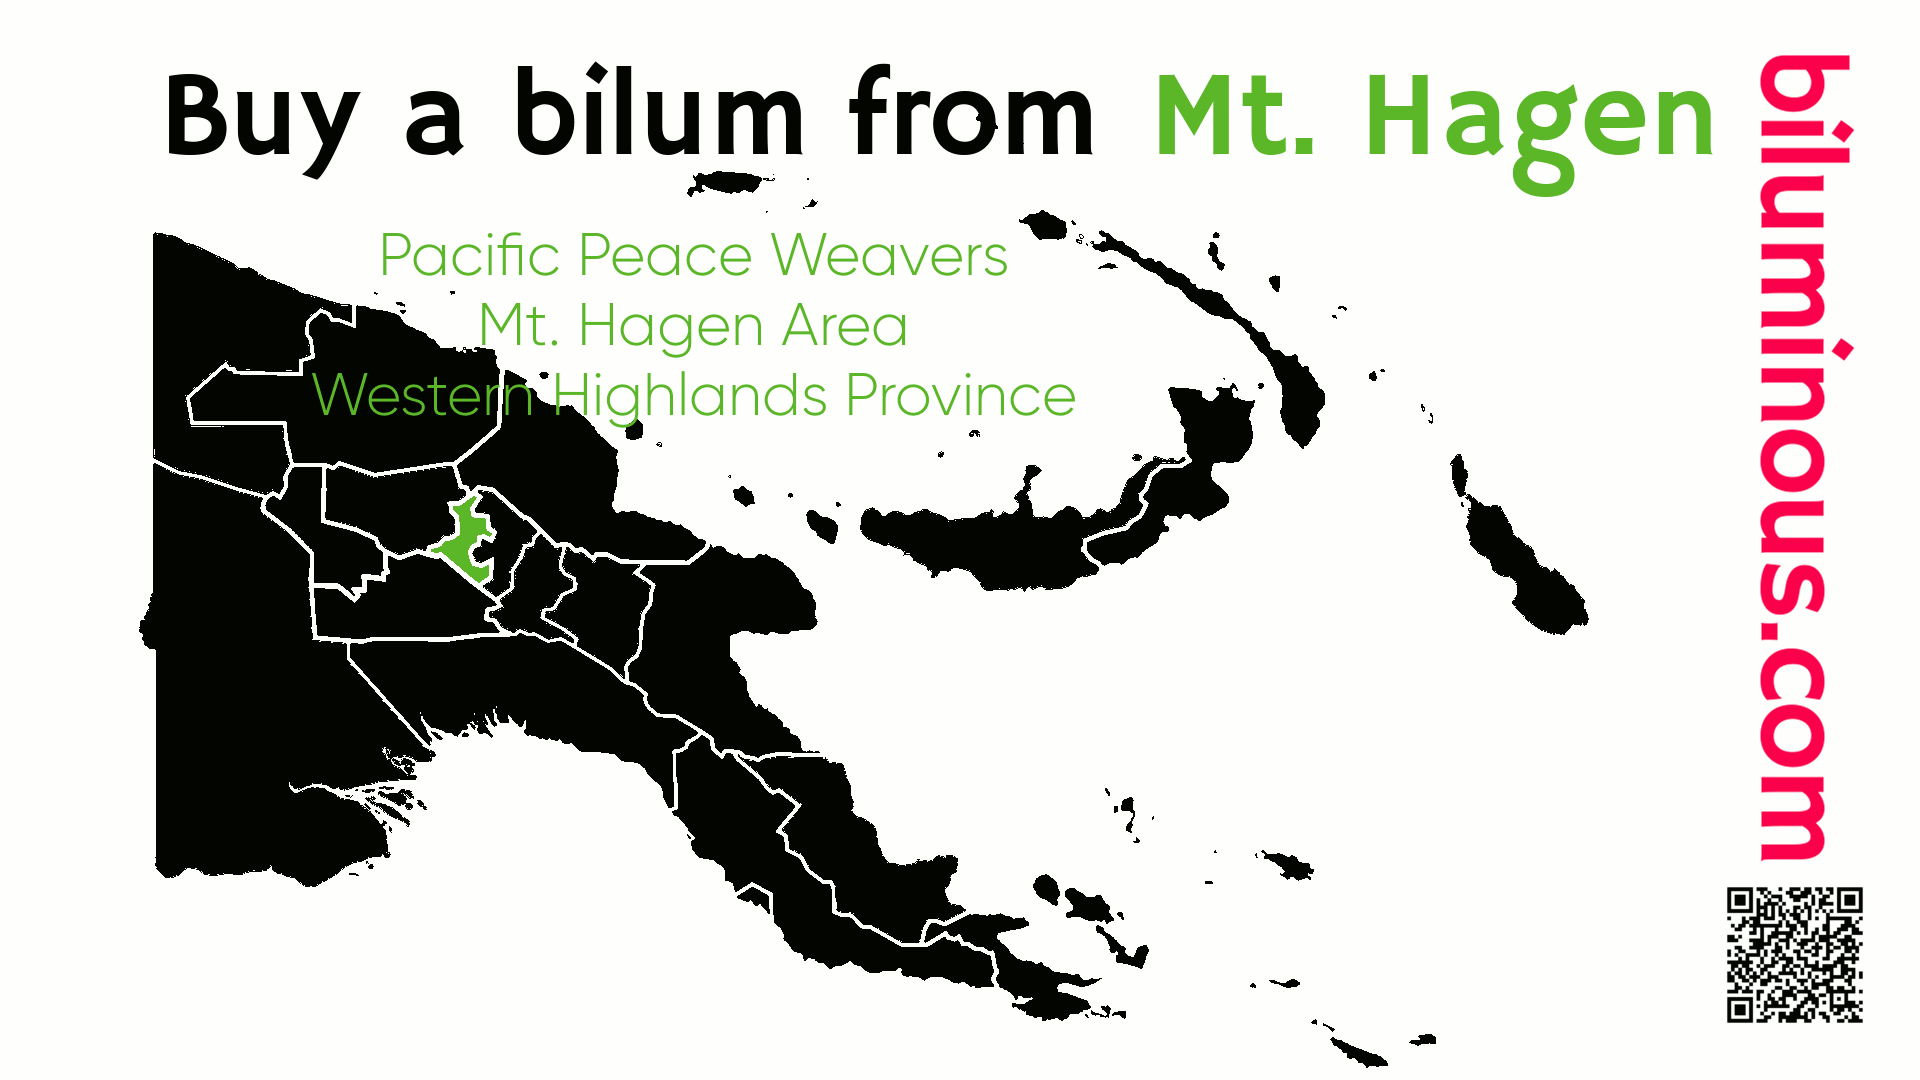 Buy a bilum from Mt. Hagen
Pacific Peace Weavers
Mt. Hagen Area
Western Highlands Province
biluminous.com